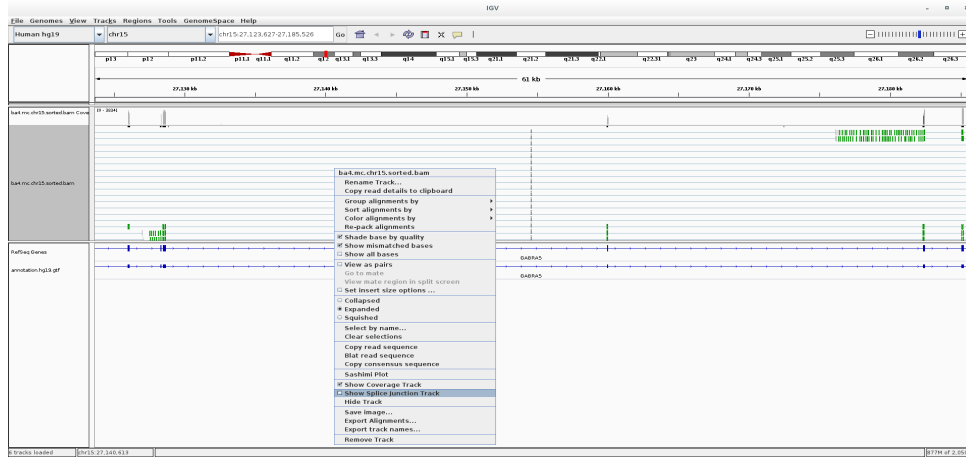 IGV
File Genomes View Tracks Regions Tools GenomeSpace Help
Human hg19 chr15 chr15:27,123,627-27,185,526 Go
p13 p12 p11.2 p11.1 q11.1 q11.2 q12 q13.1 q13.3 q14 q15.1 q15.3 q21.1 q21.2 q21.3 q22.1 q22.31 q23 q24.1 q24.3 q25.1 q25.3 q26.1 q26.2 q26.3
61 kb
27,130 kb 27,140 kb 27,150 kb 27,160 kb 27,170 kb 27,180 kb
ba4.mc.chr15.sorted.bam Cove
[0 - 3834]
ba4.mc.chr15.sorted.bam
ba4.mc.chr15.sorted.bam
Rename Track...
Copy read details to clipboard
Group alignments by
Sort alignments by
Color alignments by
Re-pack alignments
Shade base by quality
Show mismatched bases
Show all bases
View as pairs
Go to mate
View mate region in split screen
Set insert size options ...
Collapsed
Expanded
Squished
Select by name...
Clear selections
Copy read sequence
Blat read sequence
Copy consensus sequence
Sashimi Plot
Show Coverage Track
Show Splice Junction Track
Hide Track
Save image...
Export Alignments...
Export track names...
Remove Track
RefSeq Genes
GABRA5
annotation.hg19.gtf
GABRA5
6 tracks loaded chr15:27,140,613